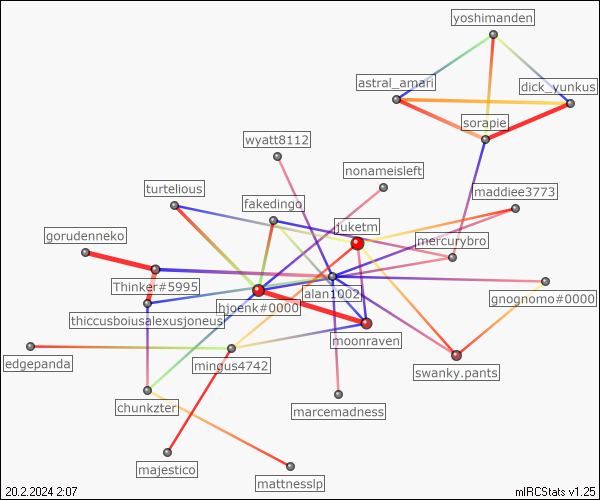 yoshimanden
astral_amari
dick_yunkus
sorapie
wyatt8112
nonameisleft
turtelious
maddiee3773
fakedingo
juketm
gorudenneko
mercurybro
Thinker#5995
alan1002
gnognomo#0000
hjoenk#0000
thiccusboiusalexusjoneus
moonraven
edgepanda
mingus4742
swanky.pants
chunkzter
marcemadness
majestico
mattnesslp
20.2.2024 2:07
mIRCStats v1.25